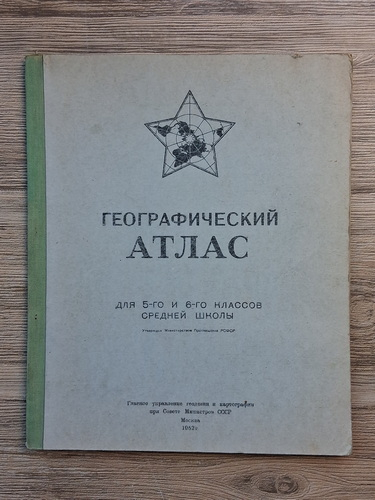 ГЕОГРАФИЧЕСКИЙ
АТЛАС
ДЛЯ 5-ГО И 6-ГО КЛАССОВ
СРЕДНЕЙ ШКОЛЫ
Утвержден Министерством Просвещения РСФСР
Главное управление геодезии и картографии
при Совете Министров СССР
Москва